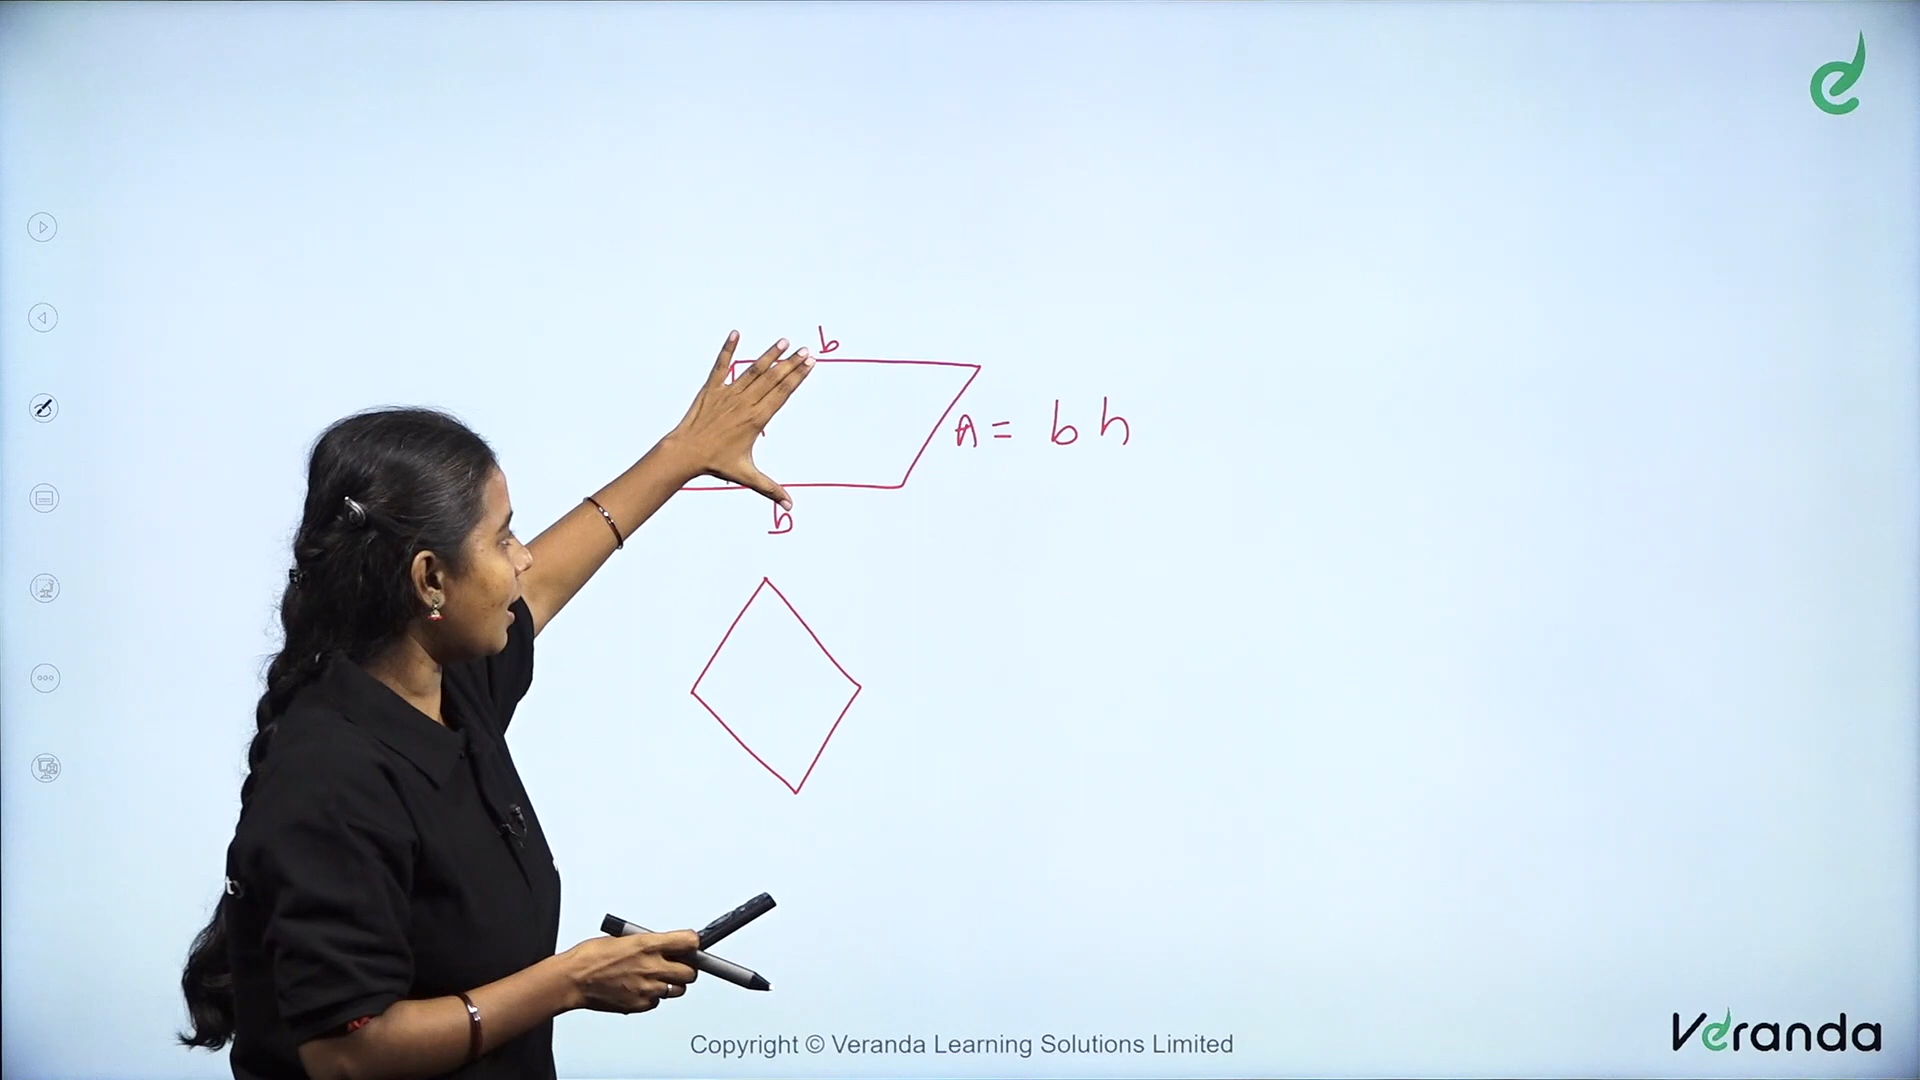 b
A = b h
b
Copyright © Veranda Learning Solutions Limited
Veranda